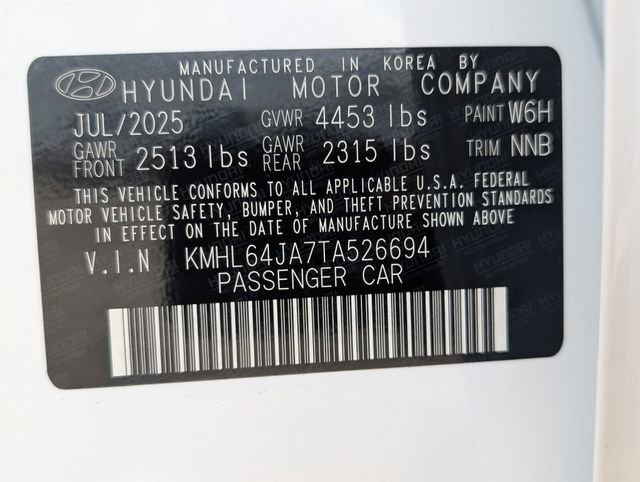 MANUFACTURED IN KOREA BY
HYUNDAI MOTOR COMPANY
JUL/2025 GVWR 4453 lbs PAINT W6H
GAWR FRONT 2513 lbs GAWR REAR 2315 lbs TRIM NNB
THIS VEHICLE CONFORMS TO ALL APPLICABLE U.S.A. FEDERAL
MOTOR VEHICLE SAFETY, BUMPER, AND THEFT PREVENTION STANDARDS
IN EFFECT ON THE DATE OF MANUFACTURE SHOWN ABOVE
V.I.N KMHL64JA7TA526694
PASSENGER CAR